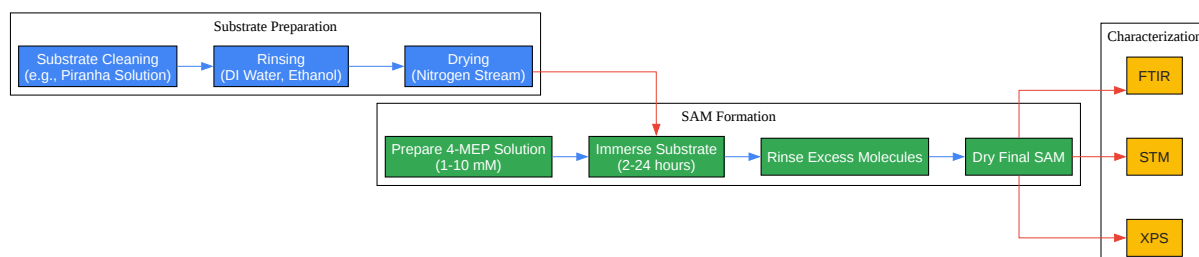 Substrate Preparation
Substrate Cleaning
(e.g., Piranha Solution)
Rinsing
(DI Water, Ethanol)
Drying
(Nitrogen Stream)
SAM Formation
Prepare 4-MEP Solution
(1-10 mM)
Immerse Substrate
(2-24 hours)
Rinse Excess Molecules
Dry Final SAM
Characterization
FTIR
STM
XPS